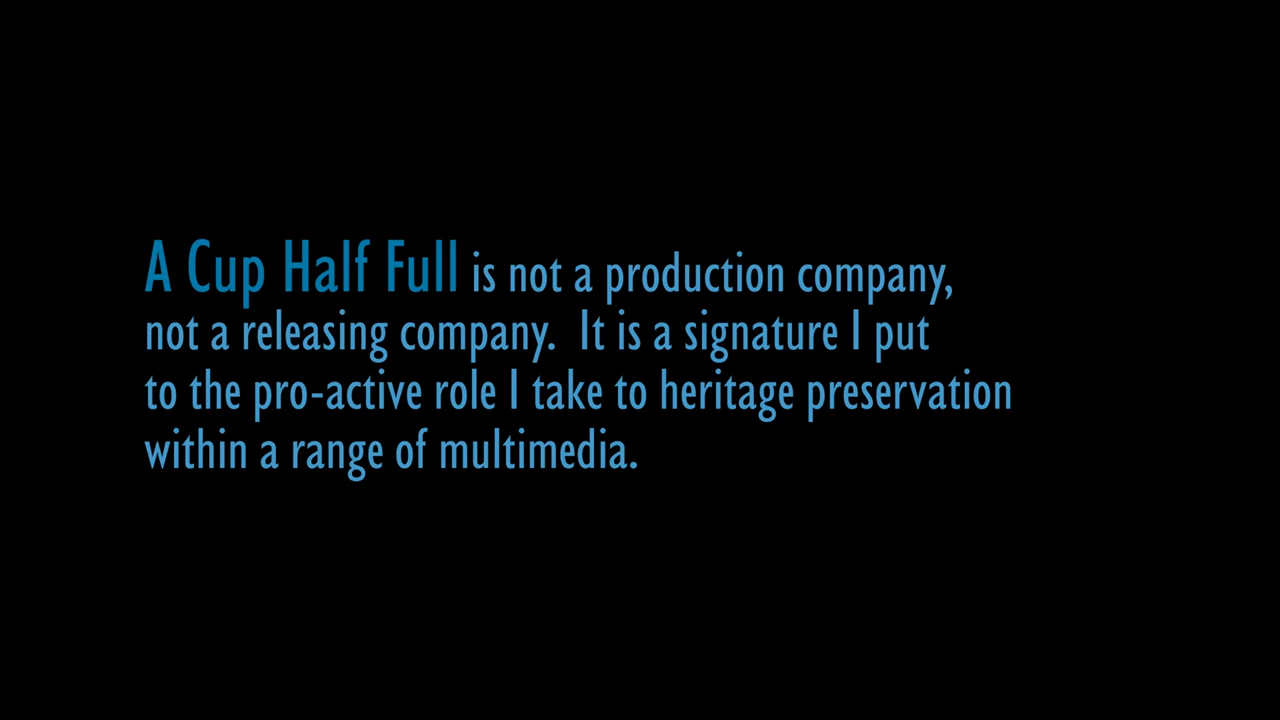 A Cup Half Full is not a production company,
not a releasing company.  It is a signature I put
to the pro-active role I take to heritage preservation
within a range of multimedia.